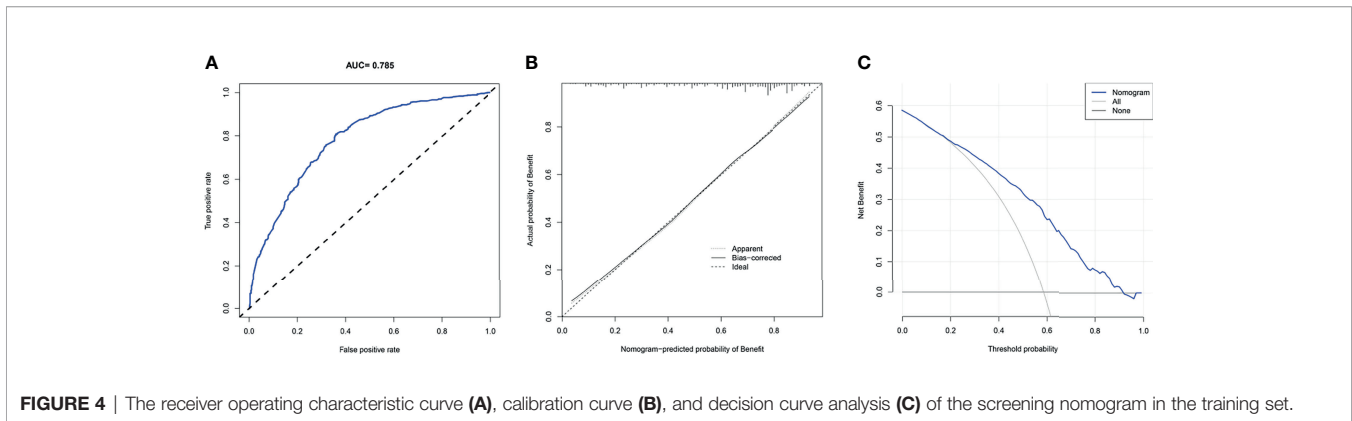 A
AUC= 0.785
True positive rate
1.0
0.8
0.6
0.4
0.2
0.0
0.0 0.2 0.4 0.6 0.8 1.0
False positive rate
B
Actual probability of Benefit
0.8
0.6
0.4
0.2
0.0
Apparent
Bias-correced
Ideal
0.0 0.2 0.4 0.6 0.8
Nomogram-predicted probability of Benefit
C
Net Benefit
0.6
0.5
0.4
0.3
0.2
0.1
0.0
Nomogram
All
None
0.0 0.2 0.4 0.6 0.8 1.0
Threshold probability
FIGURE 4 | The receiver operating characteristic curve (A), calibration curve (B), and decision curve analysis (C) of the screening nomogram in the training set.